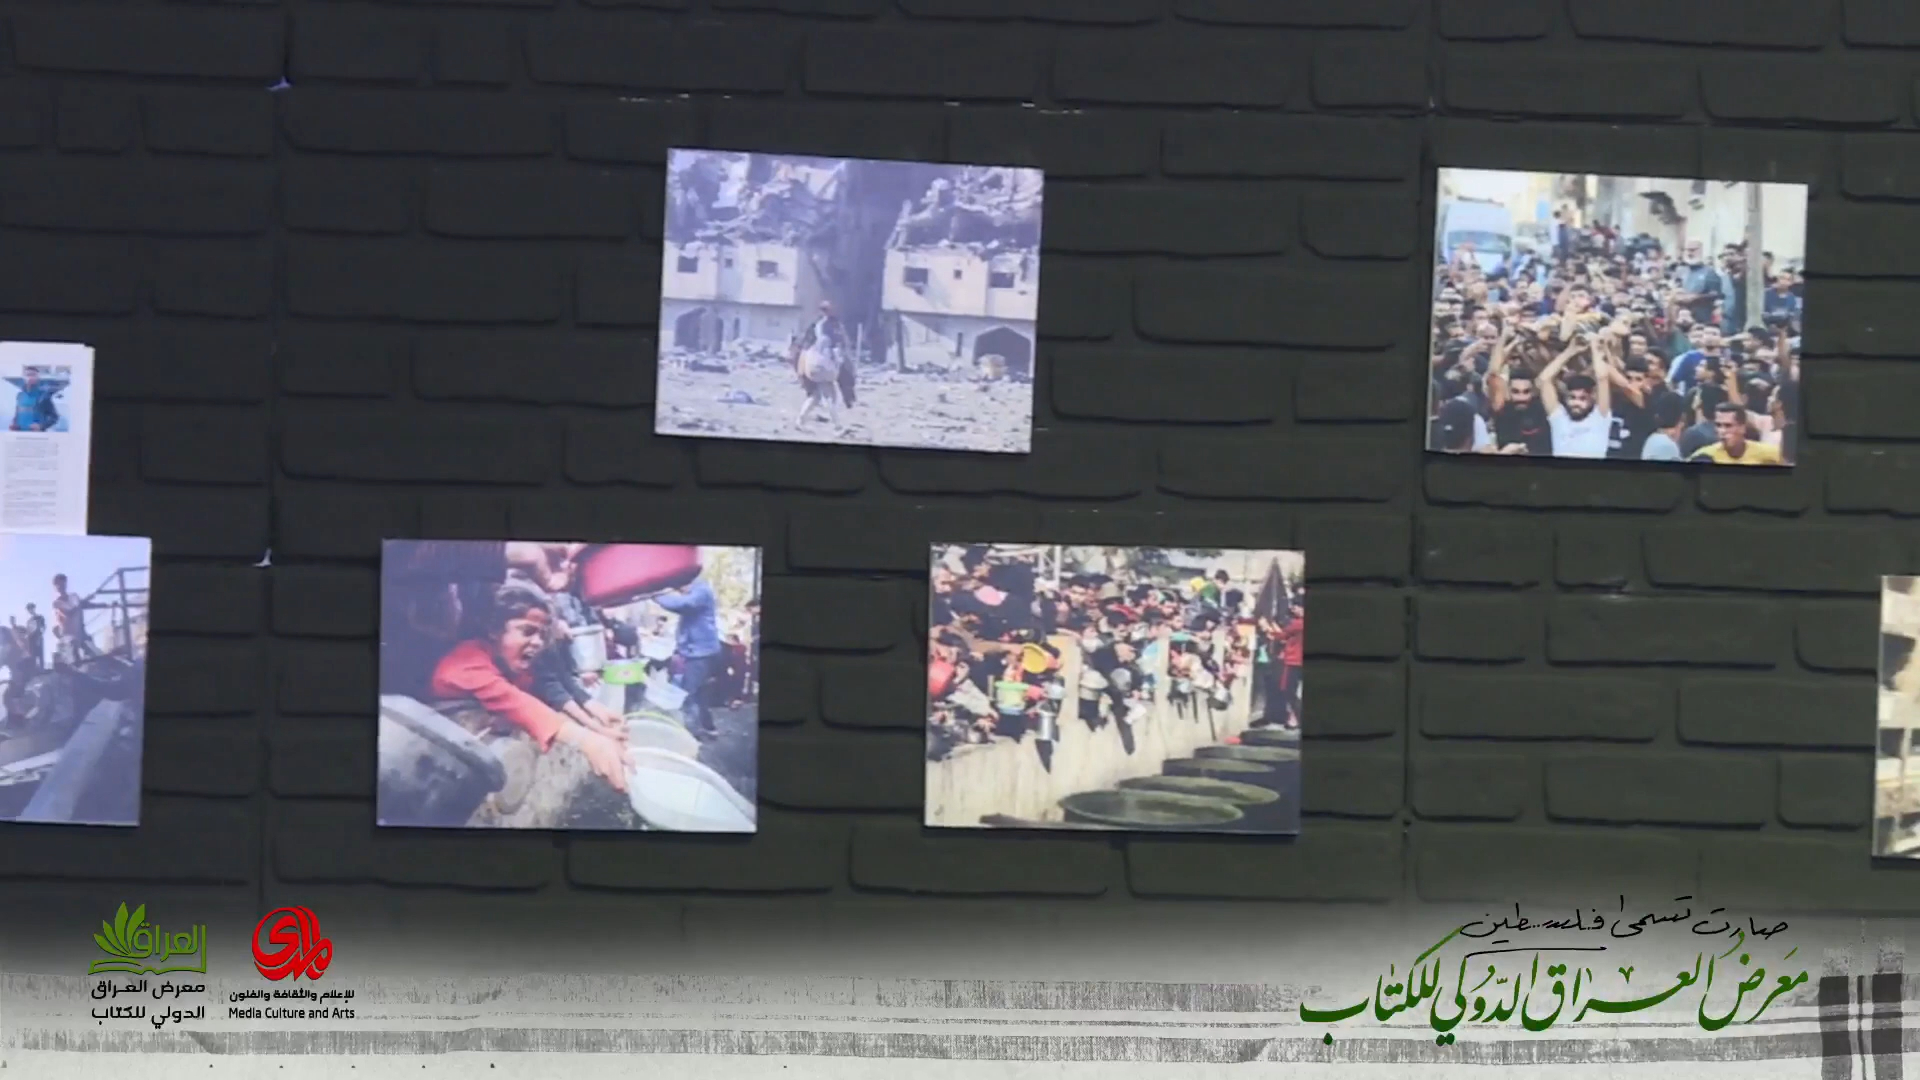 صارت تسمى فلسطين
معرض العراق الدولي للكتاب
العراق
معرض العراق
الدولي للكتاب
المدى
للإعلام والثقافة والفنون
Media Culture and Arts